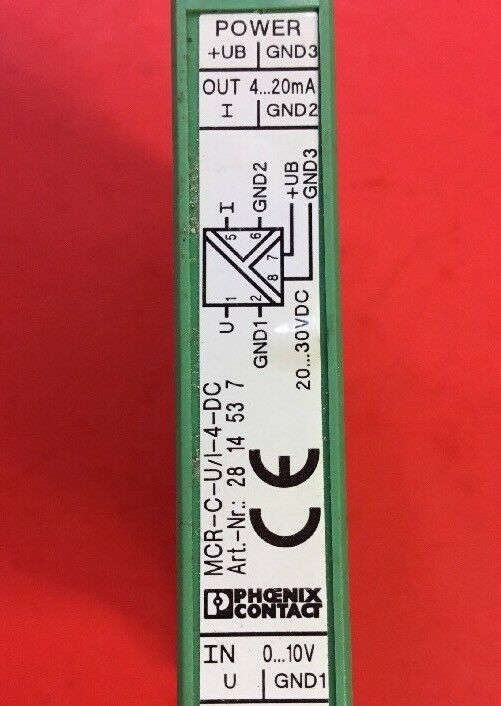 POWER
+UB GND3
OUT 4...20mA
I GND2
I GND2 +UB GND3
5 6 7 8
1 2
U GND1 20...30VDC
MCR-C-U/I-4-DC
Art.-Nr.: 28 14 53 7
CE
PHŒNIX
CONTACT
IN 0...10V
U GND1